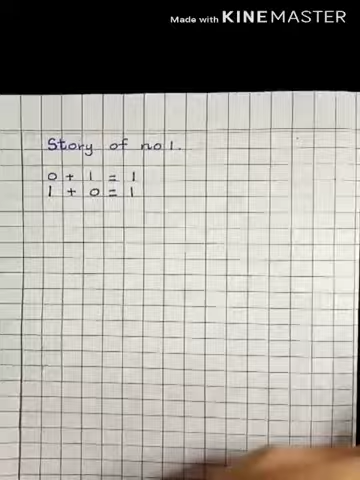 Made with KINEMASTER
Story of no 1.
0 + 1 = 1
1 + 0 = 1